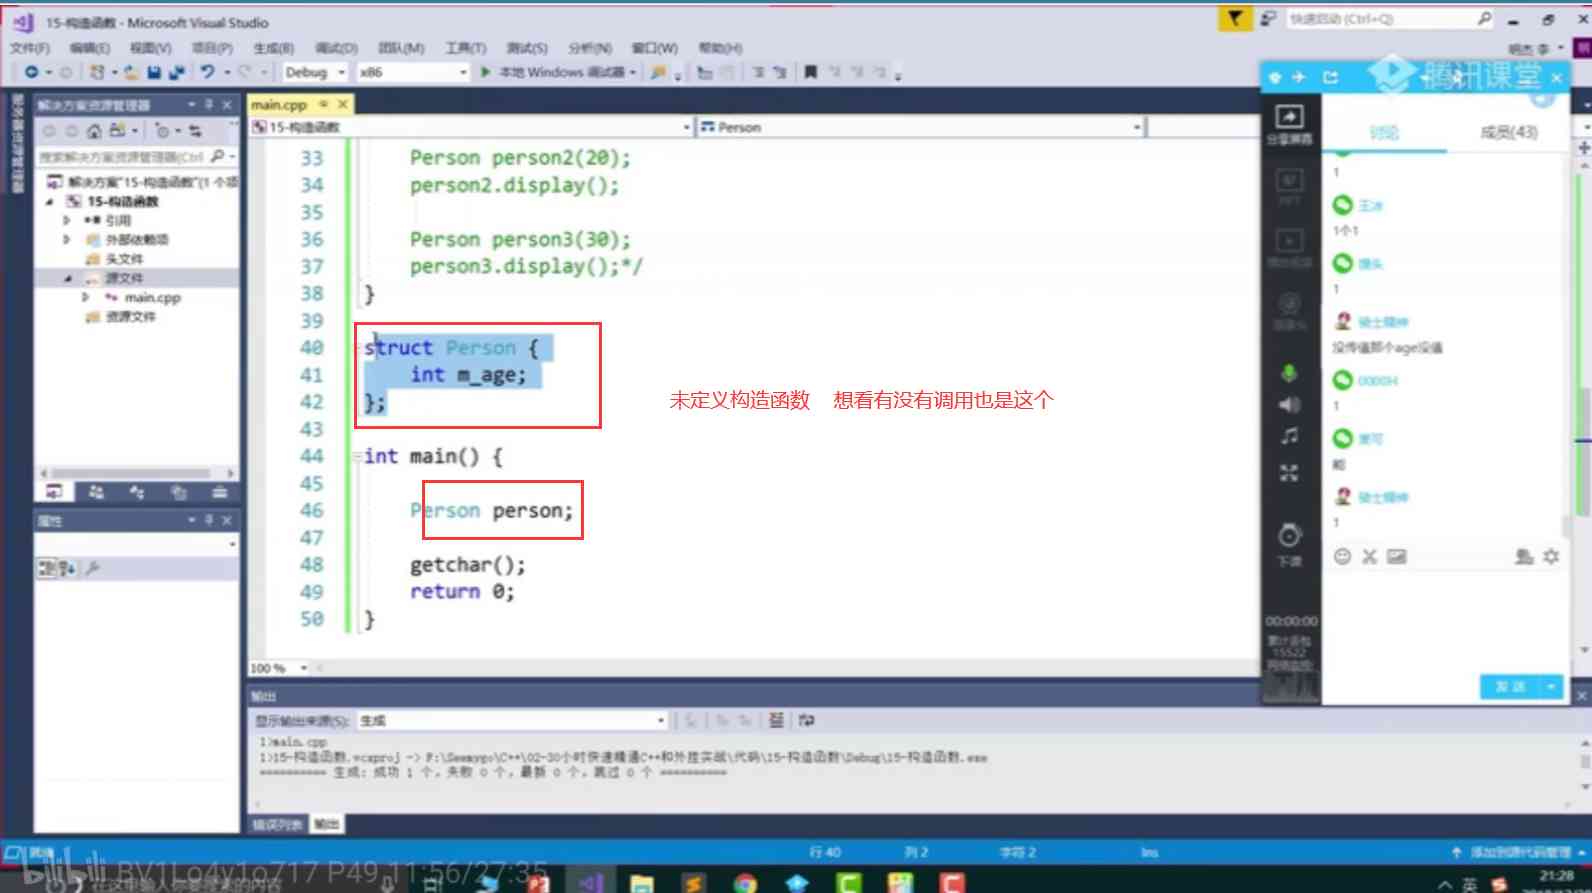 15-构造函数 - Microsoft Visual Studio
快速启动 (Ctrl+Q)
文件(F) 编辑(E) 视图(V) 项目(P) 生成(B) 调试(D) 团队(M) 工具(T) 测试(S) 分析(N) 窗口(W) 帮助(H)
Debug x86 本地 Windows 调试器
腾讯课堂
解决方案资源管理器
main.cpp
15-构造函数
Person
搜索解决方案资源管理器(Ctrl
解决方案"15-构造函数"(1 个项
15-构造函数
引用
外部依赖项
头文件
源文件
main.cpp
资源文件
属性
33 Person person2(20);
34 person2.display();
35
36 Person person3(30);
37 person3.display();*/
38 }
39
40 struct Person {
41 int m_age;
42 };
43
44 int main() {
45
46 Person person;
47
48 getchar();
49 return 0;
50 }
未定义构造函数 想看有没有调用也是这个
100 %
输出
显示输出来源(S): 生成
1>main.cpp
1>15-构造函数.vcxproj -> F:\Seemygo\C++\02-30小时快速精通C++和外挂实战\代码\15-构造函数\Debug\15-构造函数.exe
========== 生成: 成功 1 个，失败 0 个，最新 0 个，跳过 0 个 ==========
错误列表 输出
分享屏幕
下课
00:00:00
15522
讨论 成员(43)
1
王冰
1个1
馒头
1
骑士精神
没传值那个age没值
0000H
1
1
骑士精神
1
发送
行 40 列 2 字符 2 Ins
添加到源代码管理
bilibili BV1Lo4y1o717 P49 11:56/27:35
在这里输入你要搜索的内容
英
21:28